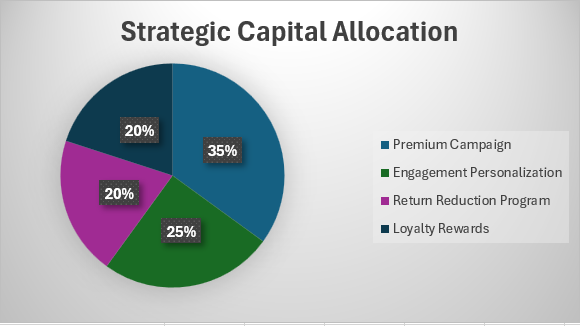 Strategic Capital Allocation
20%
35%
20%
25%
Premium Campaign
Engagement Personalization
Return Reduction Program
Loyalty Rewards